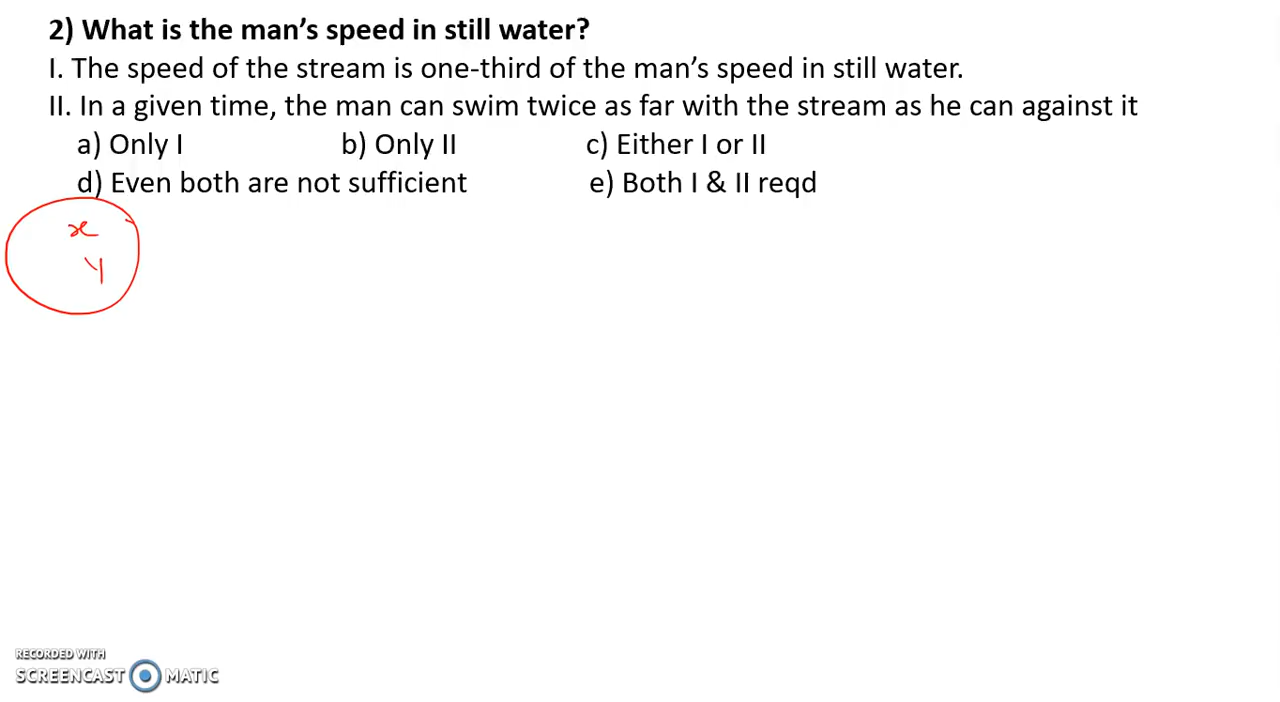 2) What is the man’s speed in still water?
I. The speed of the stream is one-third of the man’s speed in still water.
II. In a given time, the man can swim twice as far with the stream as he can against it
a) Only I b) Only II c) Either I or II
d) Even both are not sufficient e) Both I & II reqd
x
y
RECORDED WITH
SCREENCAST MATIC